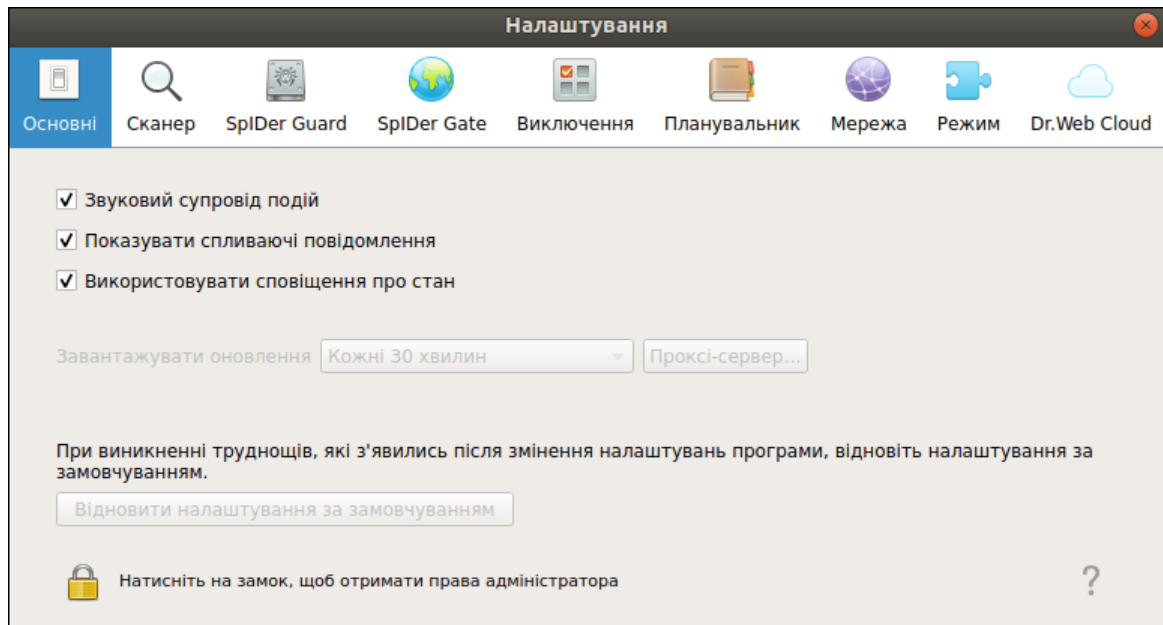 Налаштування
Основні
Сканер
SpIDer Guard
SpIDer Gate
Виключення
Планувальник
Мережа
Режим
Dr.Web Cloud
Звуковий супровід подій
Показувати спливаючі повідомлення
Використовувати сповіщення про стан
Завантажувати оновлення Кожні 30 хвилин Проксі-сервер...
При виникненні труднощів, які з'явились після змінення налаштувань програми, відновіть налаштування за
замовчуванням.
Відновити налаштування за замовчуванням
Натисніть на замок, щоб отримати права адміністратора
?